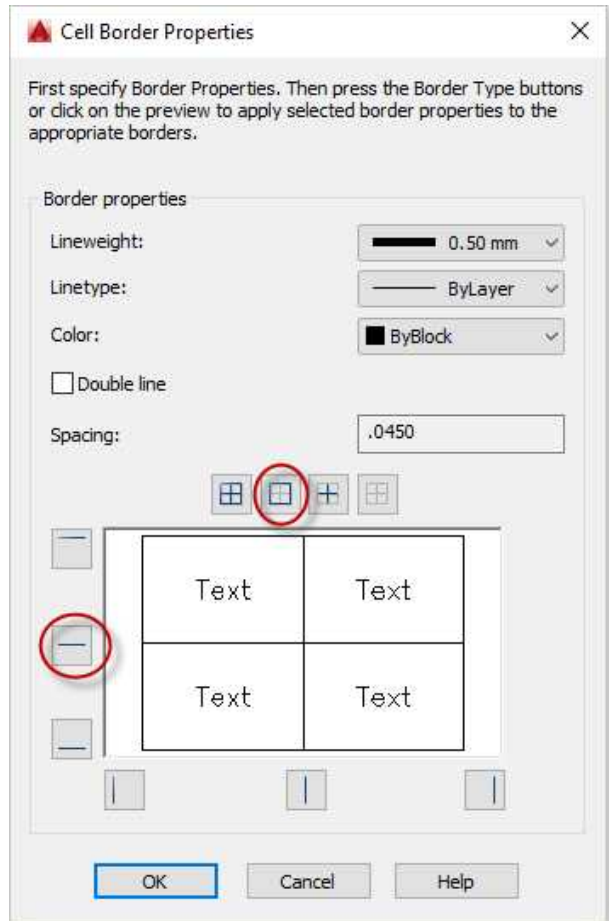 Cell Border Properties
First specify Border Properties. Then press the Border Type buttons
or click on the preview to apply selected border properties to the
appropriate borders.
Border properties
Lineweight: 0.50 mm
Linetype: ByLayer
Color: ByBlock
Double line
Spacing: .0450
Text Text
Text Text
OK Cancel Help